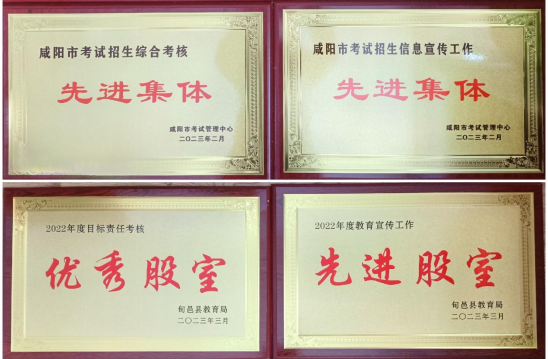 咸阳市考试招生综合考核
先进集体
咸阳市考试管理中心
二〇二三年二月
咸阳市考试招生信息宣传工作
先进集体
咸阳市考试管理中心
二〇二三年二月
2022年度目标责任考核
优秀股室
旬邑县教育局
二〇二三年三月
2022年度教育宣传工作
先进股室
旬邑县教育局
二〇二三年三月